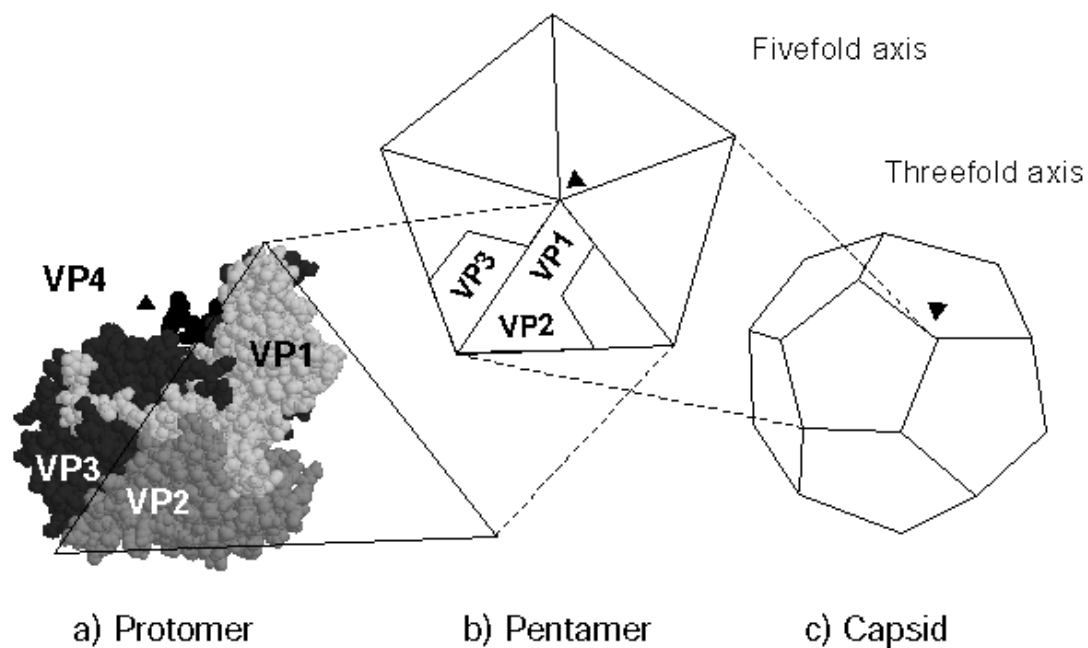 Fivefold axis
Threefold axis
VP4
VP1
VP3
VP2
VP3
VP1
VP2
a) Protomer
b) Pentamer
c) Capsid